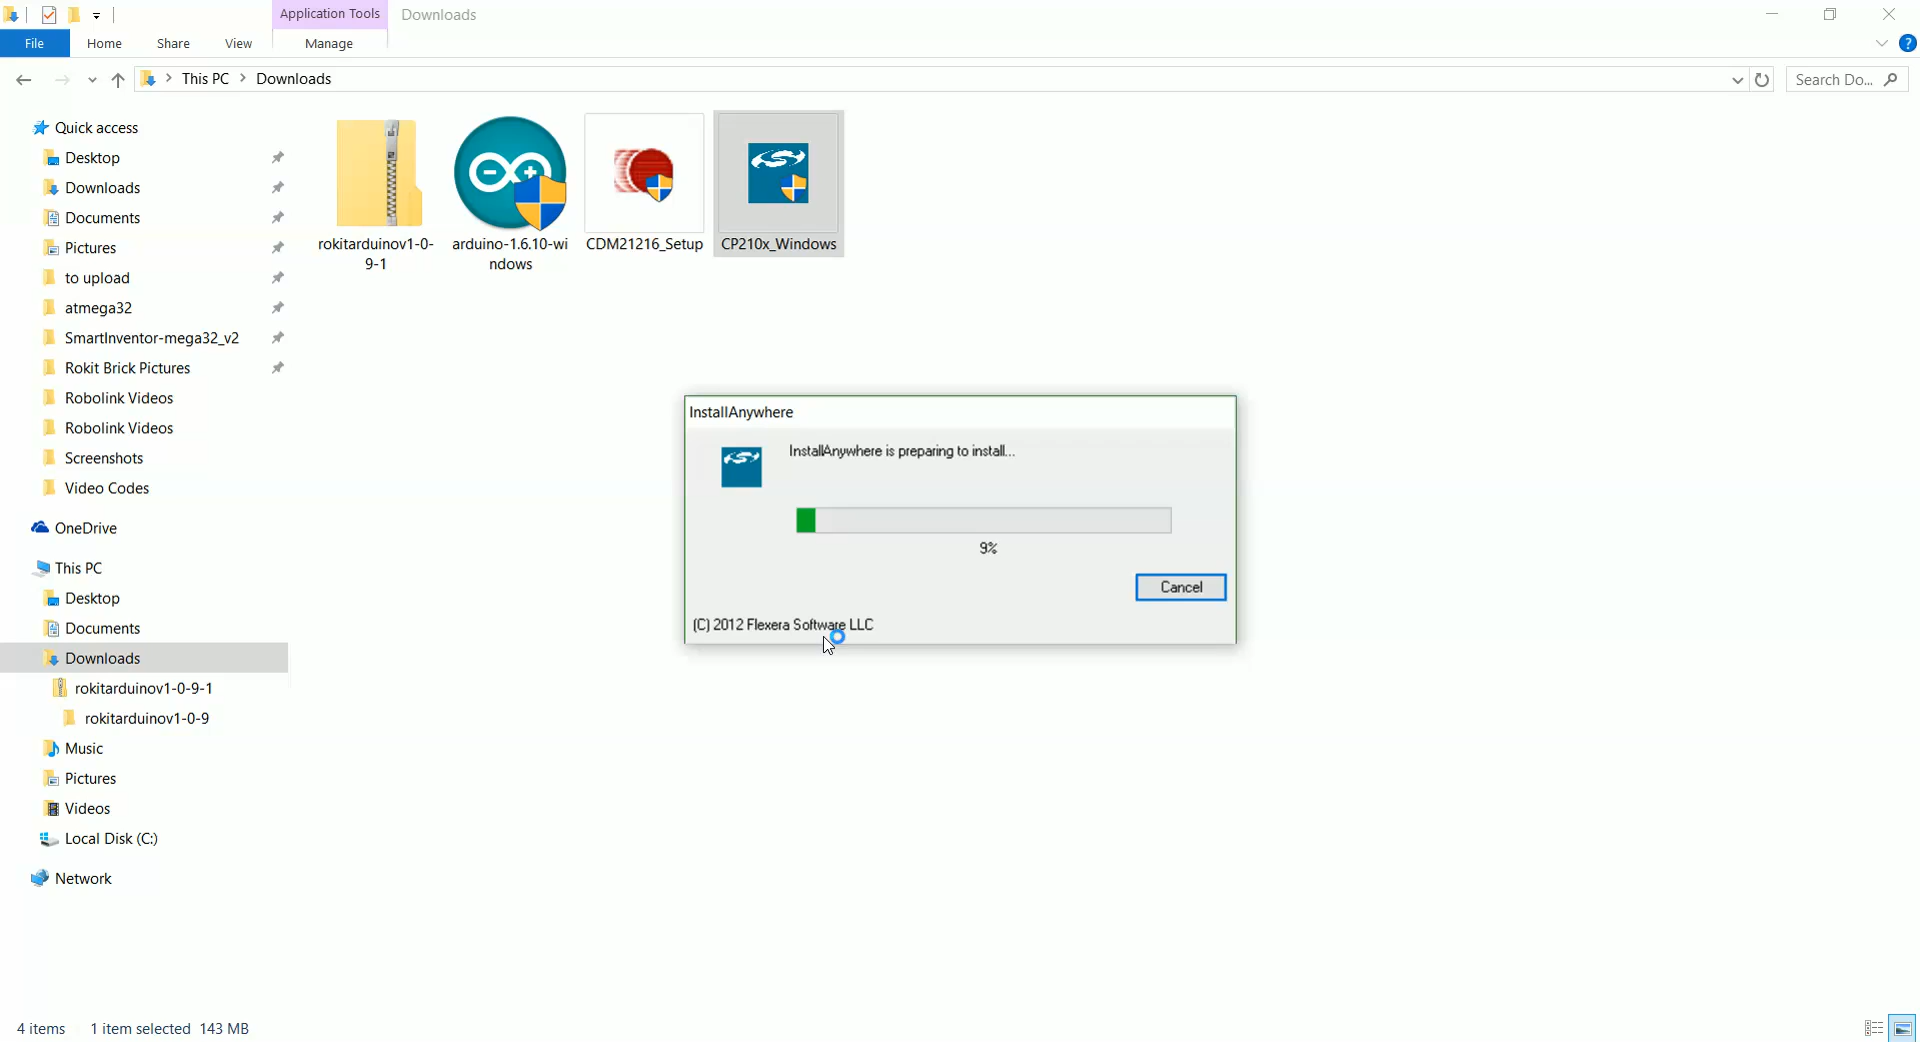 Application Tools
Downloads
File
Home
Share
View
Manage
This PC
Downloads
Search Do...
Quick access
Desktop
Downloads
Documents
Pictures
to upload
atmega32
SmartInventor-mega32_v2
Rokit Brick Pictures
Robolink Videos
Robolink Videos
Screenshots
Video Codes
OneDrive
This PC
Desktop
Documents
Downloads
rokitarduinov1-0-9-1
rokitarduinov1-0-9
Music
Pictures
Videos
Local Disk (C:)
Network
rokitarduinov1-0-
9-1
arduino-1.6.10-wi
ndows
CDM21216_Setup
CP210x_Windows
InstallAnywhere
InstallAnywhere is preparing to install...
9%
Cancel
(C) 2012 Flexera Software LLC
4 items
1 item selected 143 MB